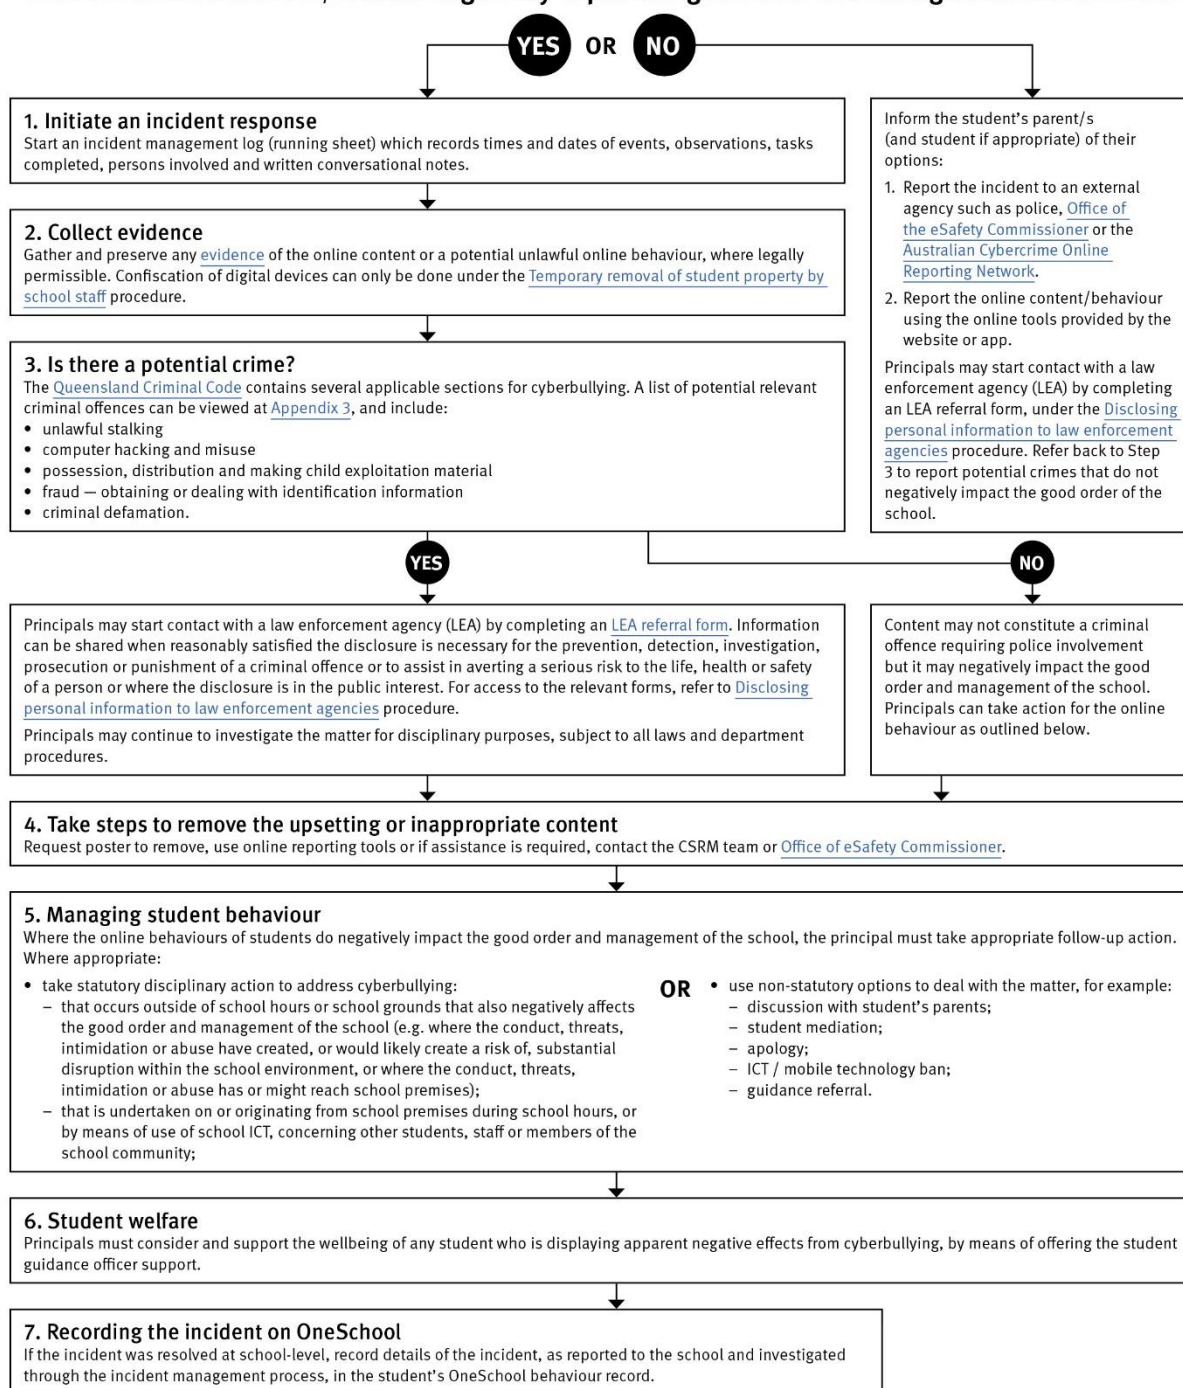 YES OR NO
1. Initiate an incident response
Start an incident management log (running sheet) which records times and dates of events, observations, tasks
completed, persons involved and written conversational notes.
2. Collect evidence
Gather and preserve any evidence of the online content or a potential unlawful online behaviour, where legally
permissible. Confiscation of digital devices can only be done under the Temporary removal of student property by
school staff procedure.
3. Is there a potential crime?
The Queensland Criminal Code contains several applicable sections for cyberbullying. A list of potential relevant
criminal offences can be viewed at Appendix 3, and include:
• unlawful stalking
• computer hacking and misuse
• possession, distribution and making child exploitation material
• fraud — obtaining or dealing with identification information
• criminal defamation.
Inform the student's parent/s
(and student if appropriate) of their
options:
1. Report the incident to an external
agency such as police, Office of
the eSafety Commissioner or the
Australian Cybercrime Online
Reporting Network.
2. Report the online content/behaviour
using the online tools provided by the
website or app.
Principals may start contact with a law
enforcement agency (LEA) by completing
an LEA referral form, under the Disclosing
personal information to law enforcement
agencies procedure. Refer back to Step
3 to report potential crimes that do not
negatively impact the good order of the
school.
YES
NO
Principals may start contact with a law enforcement agency (LEA) by completing an LEA referral form. Information
can be shared when reasonably satisfied the disclosure is necessary for the prevention, detection, investigation,
prosecution or punishment of a criminal offence or to assist in averting a serious risk to the life, health or safety
of a person or where the disclosure is in the public interest. For access to the relevant forms, refer to Disclosing
personal information to law enforcement agencies procedure.
Principals may continue to investigate the matter for disciplinary purposes, subject to all laws and department
procedures.
Content may not constitute a criminal
offence requiring police involvement
but it may negatively impact the good
order and management of the school.
Principals can take action for the online
behaviour as outlined below.
4. Take steps to remove the upsetting or inappropriate content
Request poster to remove, use online reporting tools or if assistance is required, contact the CSRM team or Office of eSafety Commissioner.
5. Managing student behaviour
Where the online behaviours of students do negatively impact the good order and management of the school, the principal must take appropriate follow-up action.
Where appropriate:
• take statutory disciplinary action to address cyberbullying:
– that occurs outside of school hours or school grounds that also negatively affects
the good order and management of the school (e.g. where the conduct, threats,
intimidation or abuse have created, or would likely create a risk of, substantial
disruption within the school environment, or where the conduct, threats,
intimidation or abuse has or might reach school premises);
– that is undertaken on or originating from school premises during school hours, or
by means of use of school ICT, concerning other students, staff or members of the
school community;
OR
• use non-statutory options to deal with the matter, for example:
– discussion with student's parents;
– student mediation;
– apology;
– ICT / mobile technology ban;
– guidance referral.
6. Student welfare
Principals must consider and support the wellbeing of any student who is displaying apparent negative effects from cyberbullying, by means of offering the student
guidance officer support.
7. Recording the incident on OneSchool
If the incident was resolved at school-level, record details of the incident, as reported to the school and investigated
through the incident management process, in the student's OneSchool behaviour record.